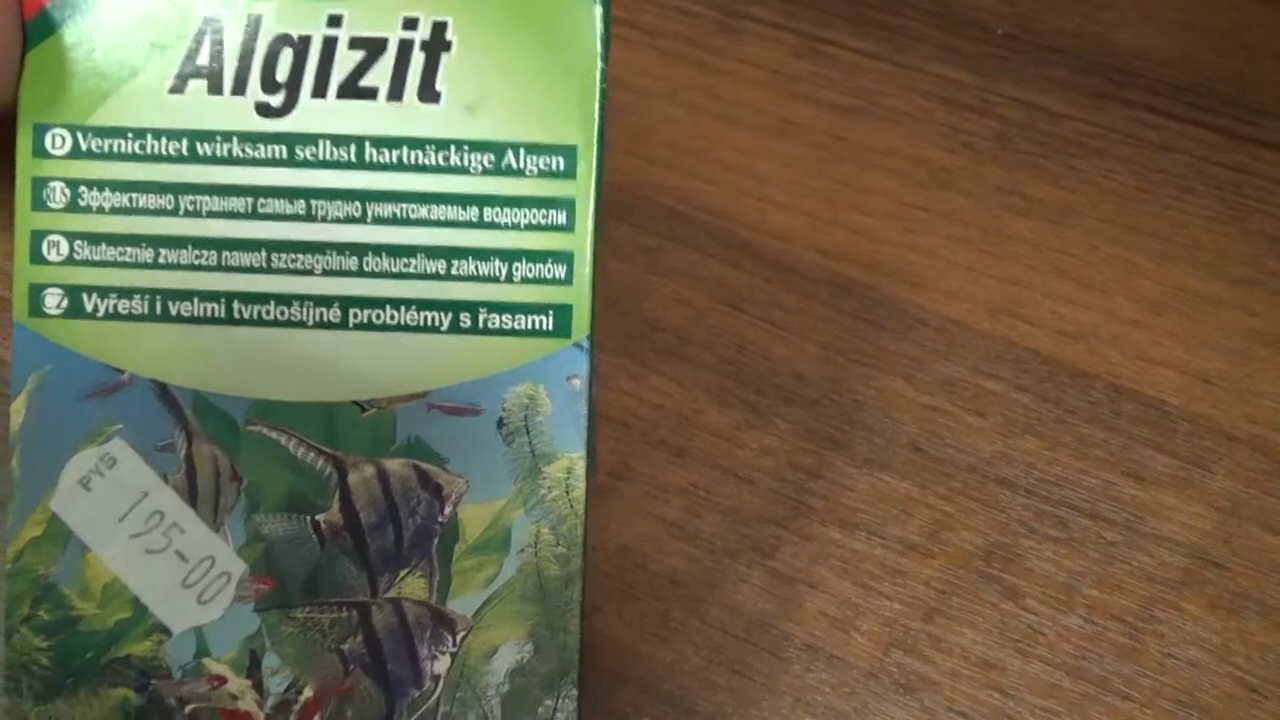 Algizit
D Vernichtet wirksam selbst hartnäckige Algen
RUS Эффективно устраняет самые трудно уничтожаемые водоросли
PL Skutecznie zwalcza nawet szczególnie dokuczliwe zakwity glonów
CZ Vyřeší i velmi tvrdošíjné problémy s řasami
РУБ
195-00